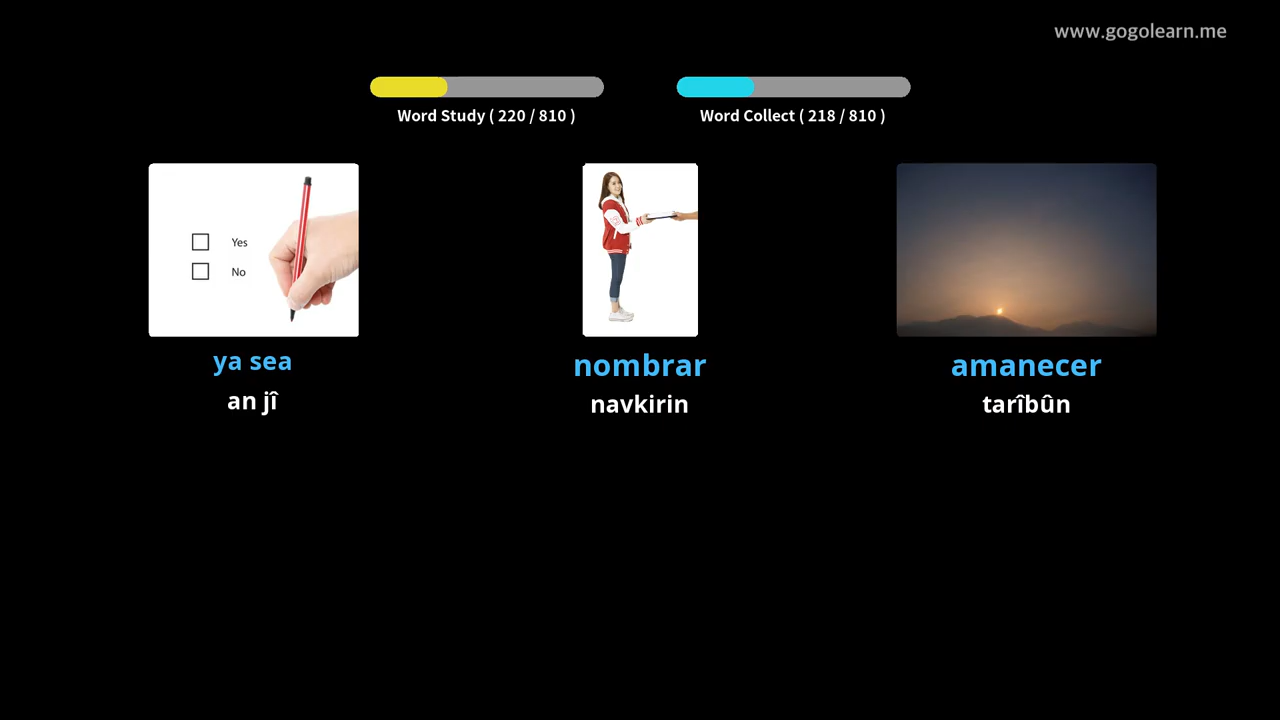 www.gogolearn.me
Word Study ( 220 / 810 )
Word Collect ( 218 / 810 )
Yes
No
ya sea
an jî
nombrar
navkirin
amanecer
tarîbûn